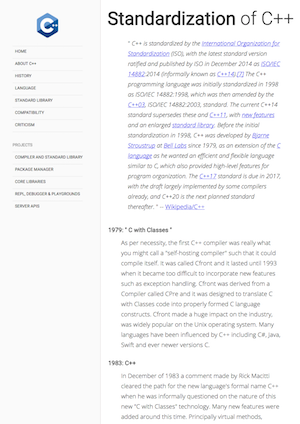 C++
Standardization of C++
HOME
ABOUT C++
HISTORY
LANGUAGE
STANDARD LIBRARY
COMPATIBILITY
CRITICISM
PROJECTS
COMPILER AND STANDARD LIBRARY
PACKAGE MANAGER
CORE LIBRARIES
REPL, DEBUGGER & PLAYGROUNDS
SERVER APIS
" C++ is standardized by the International Organization for
Standardization (ISO), with the latest standard version
ratified and published by ISO in December 2014 as ISO/IEC
14882:2014 (informally known as C++14).[7] The C++
programming language was initially standardized in 1998
as ISO/IEC 14882:1998, which was then amended by the
C++03, ISO/IEC 14882:2003, standard. The current C++14
standard supersedes these and C++11, with new features
and an enlarged standard library. Before the initial
standardization in 1998, C++ was developed by Bjarne
Stroustrup at Bell Labs since 1979, as an extension of the C
language as he wanted an efficient and flexible language
similar to C, which also provided high-level features for
program organization. The C++17 standard is due in 2017,
with the draft largely implemented by some compilers
already, and C++20 is the next planned standard
thereafter. " -- Wikipedia/C++
1979: " C with Classes "
As per necessity, the first C++ compiler was really what
you might call a "self-hosting compiler" such that it could
compile itself. It was called Cfront and it lasted until 1993
when it became too difficult to incorporate new features
such as exception handling. Cfront was derived from a
Compiler called CPre and it was designed to translate C
with Classes code into properly formed C language
constructs. Cfront made a huge impact on the industry,
was widely popular on the Unix operating system. Many
languages have been influenced by C++ including C#, Java,
Swift and ever newer versions C.
1983: C++
In December of 1983 a comment made by Rick Macitti
cleared the path for the new language's formal name C++
when he was informally questioned on the nature of this
new "C with Classes" technology. Many new features were
added around this time. Principally virtual methods,